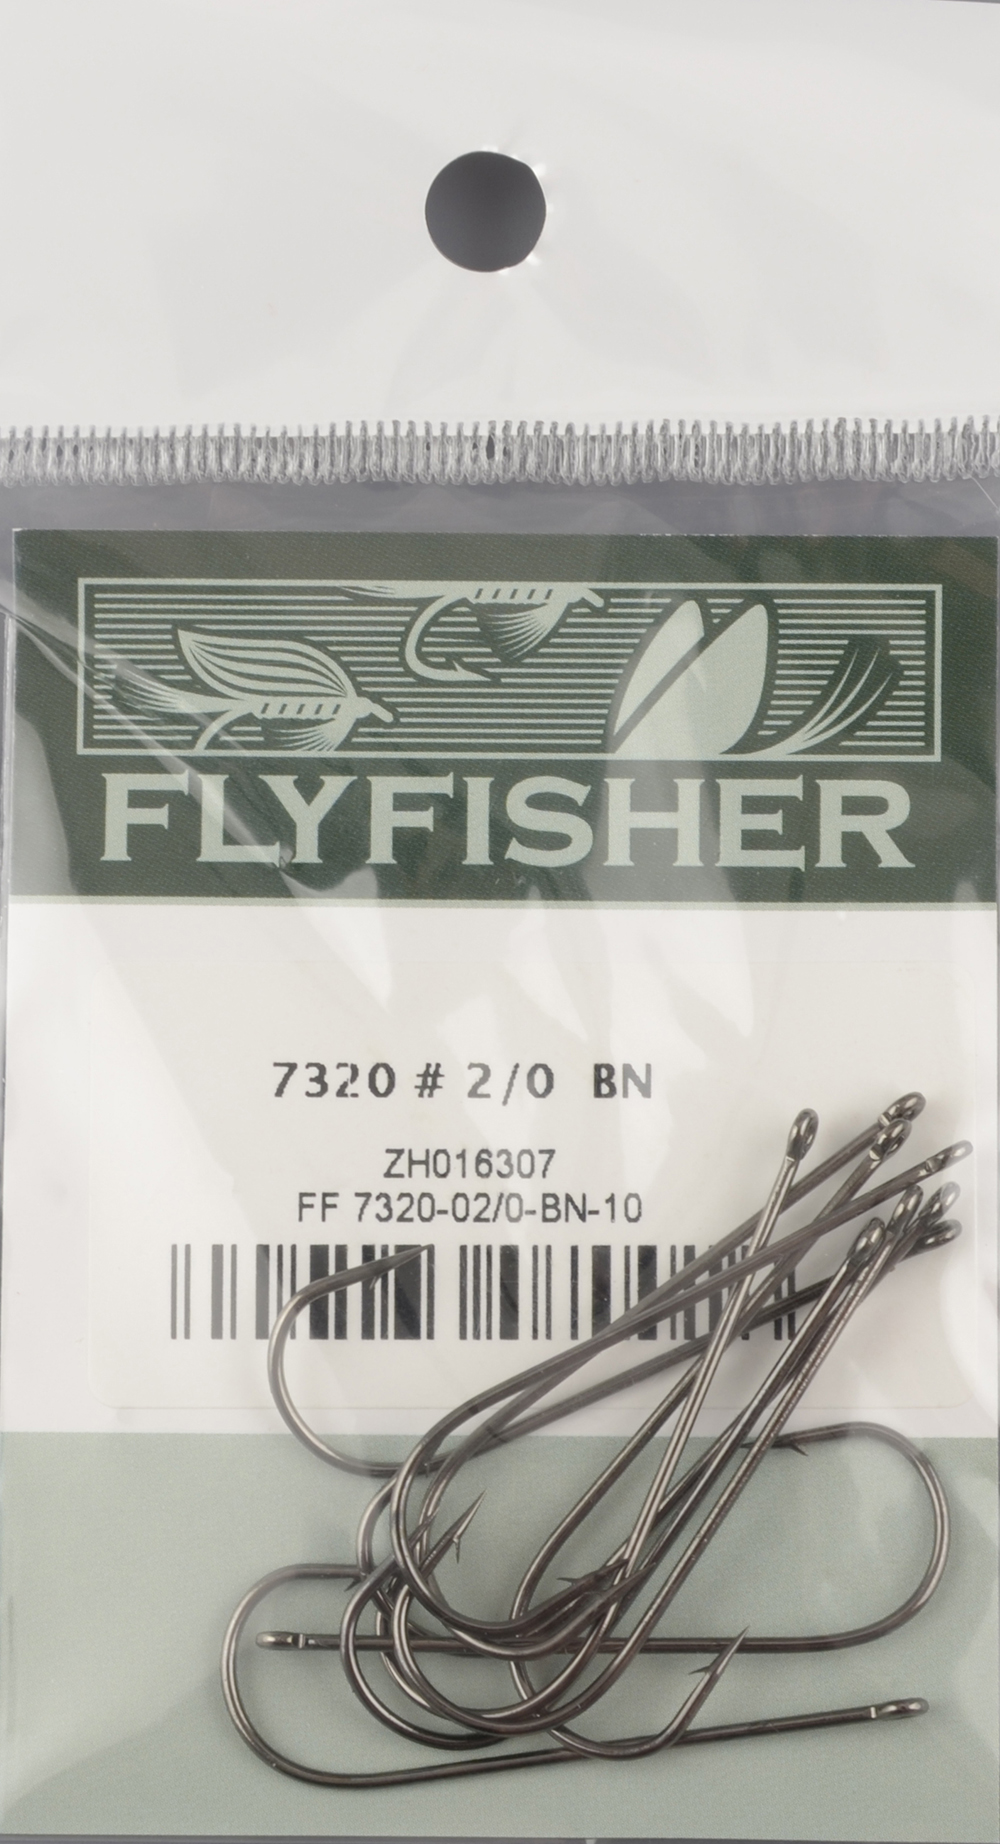 FLYFISHER
7320 # 2/0 BN
ZH016307
FF 7320-02/0-BN-10